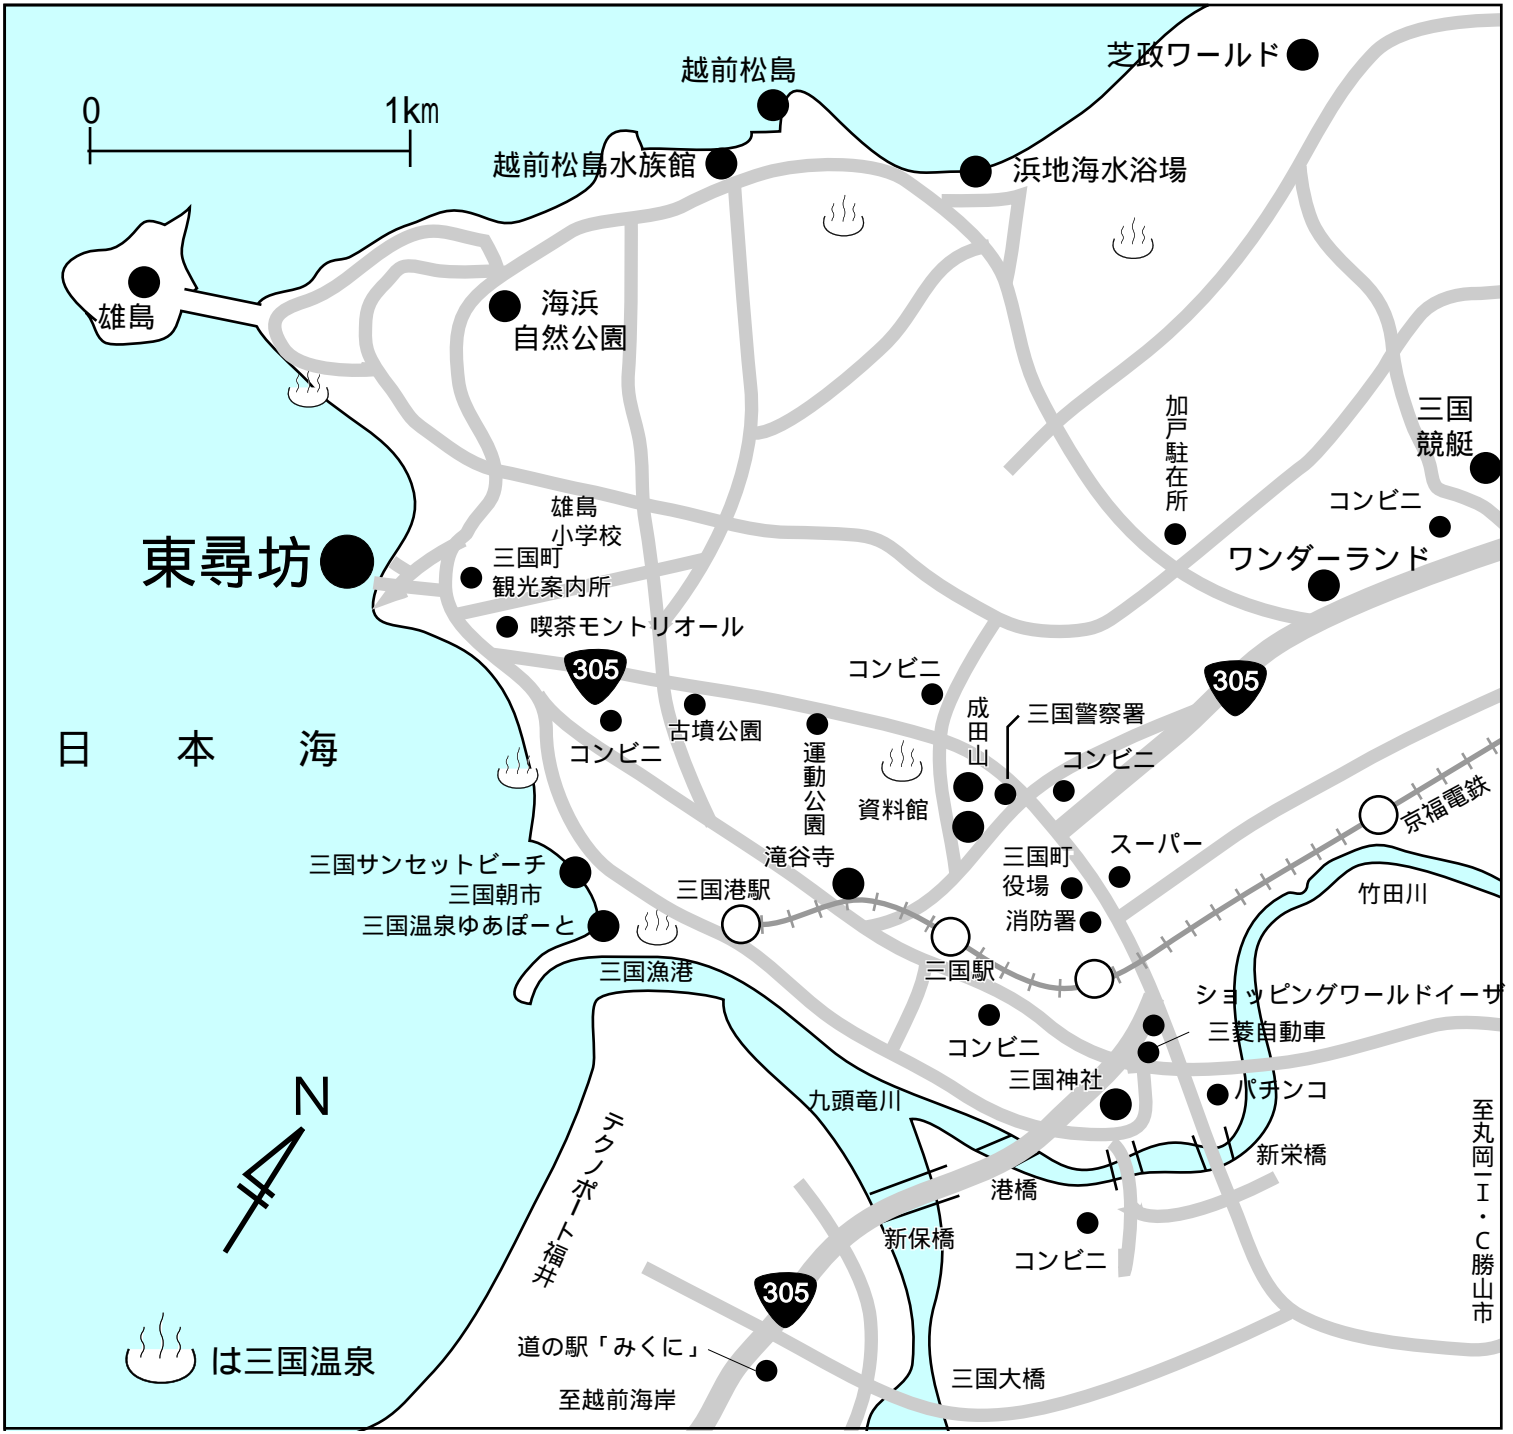 芝政ワールド
越前松島
0 1km
越前松島水族館
浜地海水浴場
雄島
海浜
自然公園
加戸駐在所
三国
競艇
コンビニ
雄島
小学校
東尋坊
三国町
観光案内所
ワンダーランド
喫茶モントリオール
305
コンビニ
305
成田山
三国警察署
古墳公園
日本海
コンビニ
運動公園
コンビニ
資料館
京福電鉄
スーパー
三国サンセットビーチ
滝谷寺
三国町
役場
三国朝市
三国港駅
竹田川
三国温泉ゆあぽーと
消防署
三国漁港
三国駅
ショッピングワールドイーザ
三菱自動車
コンビニ
N
三国神社
パチンコ
九頭竜川
テクノポート福井
至丸岡ーI・C勝山市
新栄橋
港橋
新保橋
コンビニ
305
道の駅「みくに」
は三国温泉
三国大橋
至越前海岸